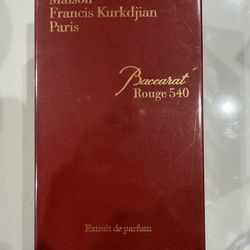 Maison
Francis Kurkdjian
Paris
Baccarat
Rouge 540
Extrait de parfum